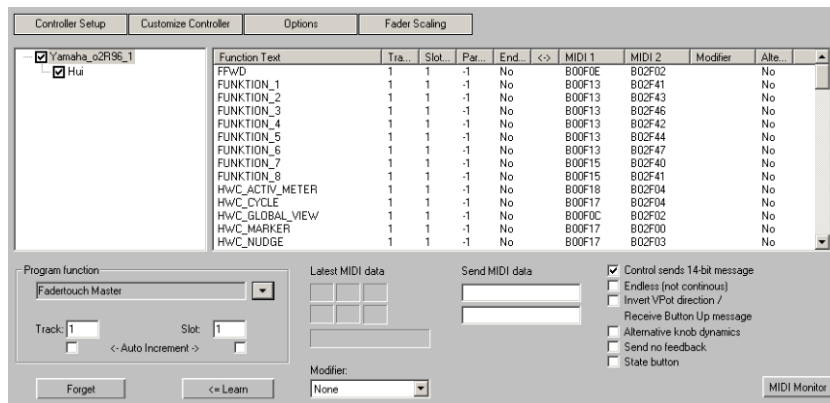 Controller Setup Customize Controller Options Fader Scaling
Yamaha_o2R96_1
Hui
Function Text Tra... Slot... Par... End... <-> MIDI 1 MIDI 2 Modifier Alte...
FFWD 1 1 -1 No B00F0E B02F02 No
FUNKTION_1 1 1 -1 No B00F13 B02F41 No
FUNKTION_2 1 1 -1 No B00F13 B02F43 No
FUNKTION_3 1 1 -1 No B00F13 B02F46 No
FUNKTION_4 1 1 -1 No B00F13 B02F42 No
FUNKTION_5 1 1 -1 No B00F13 B02F44 No
FUNKTION_6 1 1 -1 No B00F13 B02F47 No
FUNKTION_7 1 1 -1 No B00F15 B02F40 No
FUNKTION_8 1 1 -1 No B00F15 B02F41 No
HWC_ACTIV_METER 1 1 -1 No B00F18 B02F04 No
HWC_CYCLE 1 1 -1 No B00F17 B02F04 No
HWC_GLOBAL_VIEW 1 1 -1 No B00F0C B02F02 No
HWC_MARKER 1 1 -1 No B00F17 B02F00 No
HWC_NUDGE 1 1 -1 No B00F17 B02F03 No
Program function
Fadertouch Master
Track: 1 Slot: 1
<- Auto Increment ->
Forget <= Learn
Latest MIDI data
Modifier:
None
Send MIDI data
Control sends 14-bit message
Endless (not continous)
Invert VPot direction /
Receive Button Up message
Alternative knob dynamics
Send no feedback
State button
MIDI Monitor